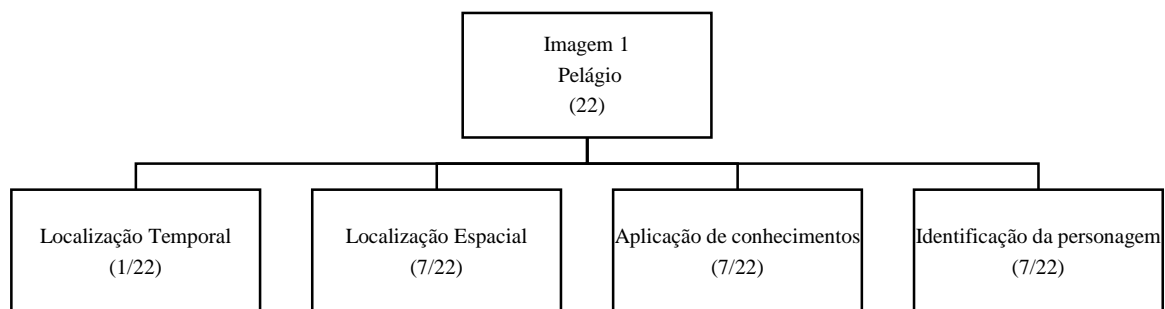 Imagem 1
Pelágio
(22)
Localização Temporal
(1/22)
Localização Espacial
(7/22)
Aplicação de conhecimentos
(7/22)
Identificação da personagem
(7/22)